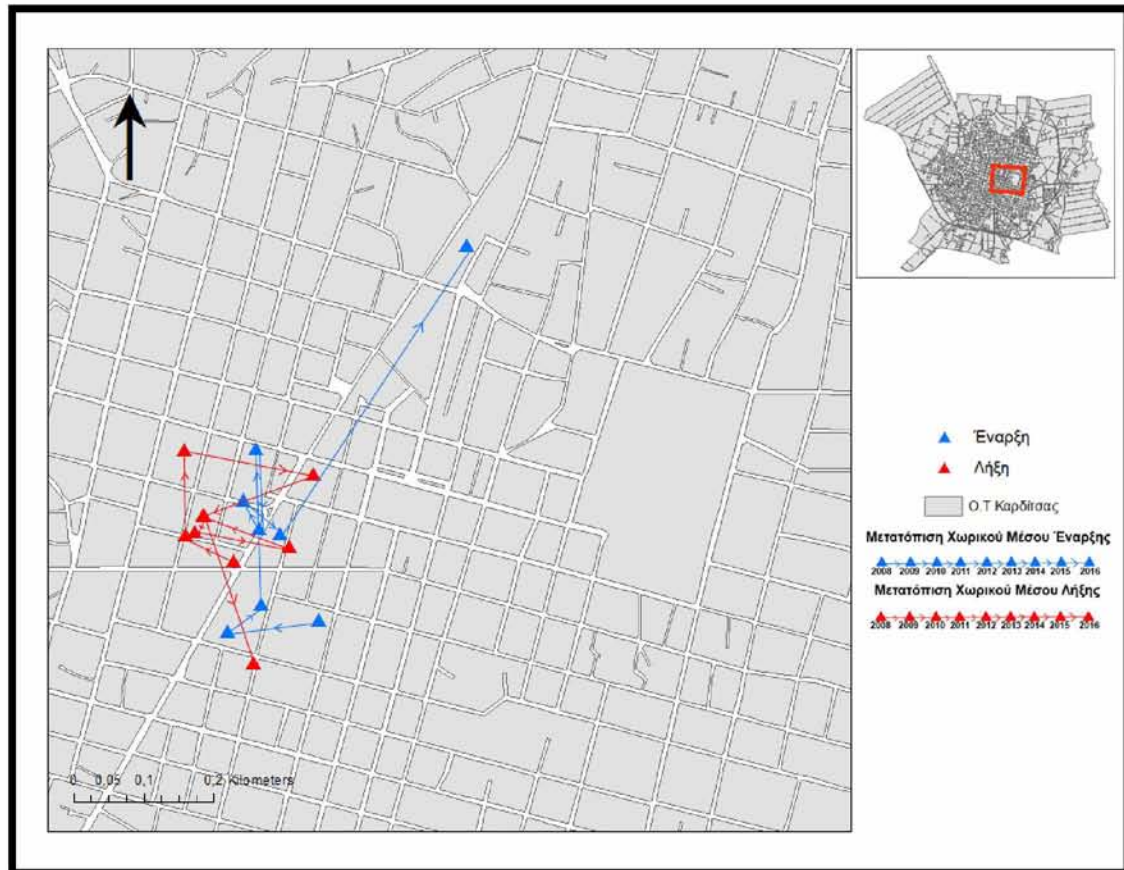 Έναρξη
Λήξη
Ο.Τ Καρδίτσας
Μετατόπιση Χωρικού Μέσου Έναρξης
2008 2009 2010 2011 2012 2013 2014 2015 2016
Μετατόπιση Χωρικού Μέσου Λήξης
2008 2009 2010 2011 2012 2013 2014 2015 2016
0 0,05 0,1 0,2 Kilometers